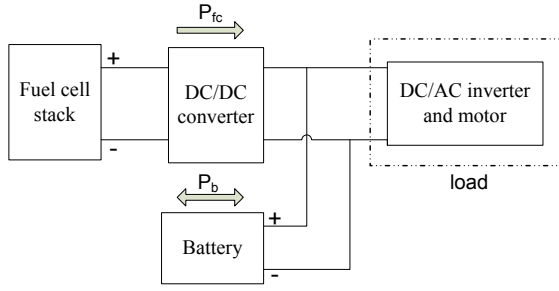 P_fc
+
Fuel cell
stack
-
DC/DC
converter
DC/AC inverter
and motor
load
P_b
Battery
+
-